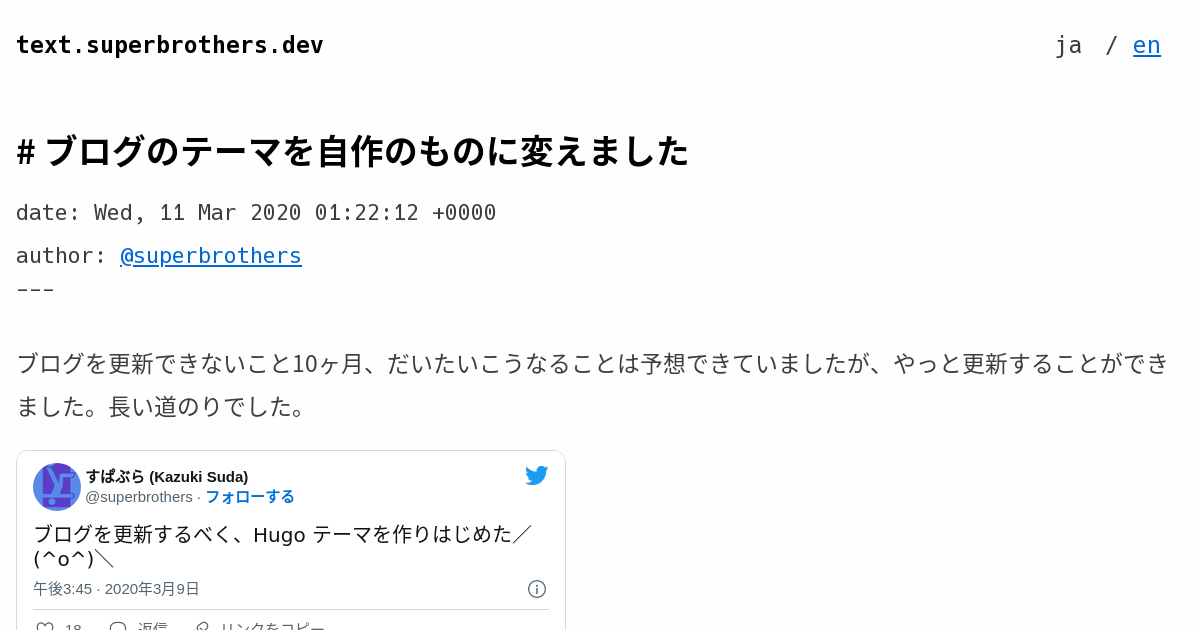 text.superbrothers.dev
ja / en
# ブログのテーマを自作のものに変えました
date: Wed, 11 Mar 2020 01:22:12 +0000
author: @superbrothers
---
ブログを更新できないこと10ヶ月、だいたいこうなることは予想できていましたが、やっと更新することができ
ました。長い道のりでした。
すぱぶら (Kazuki Suda)
@superbrothers · フォローする
ブログを更新するべく、Hugo テーマを作りはじめた／
(^o^)＼
午後3:45 · 2020年3月9日
18 返信 リンクをコピー